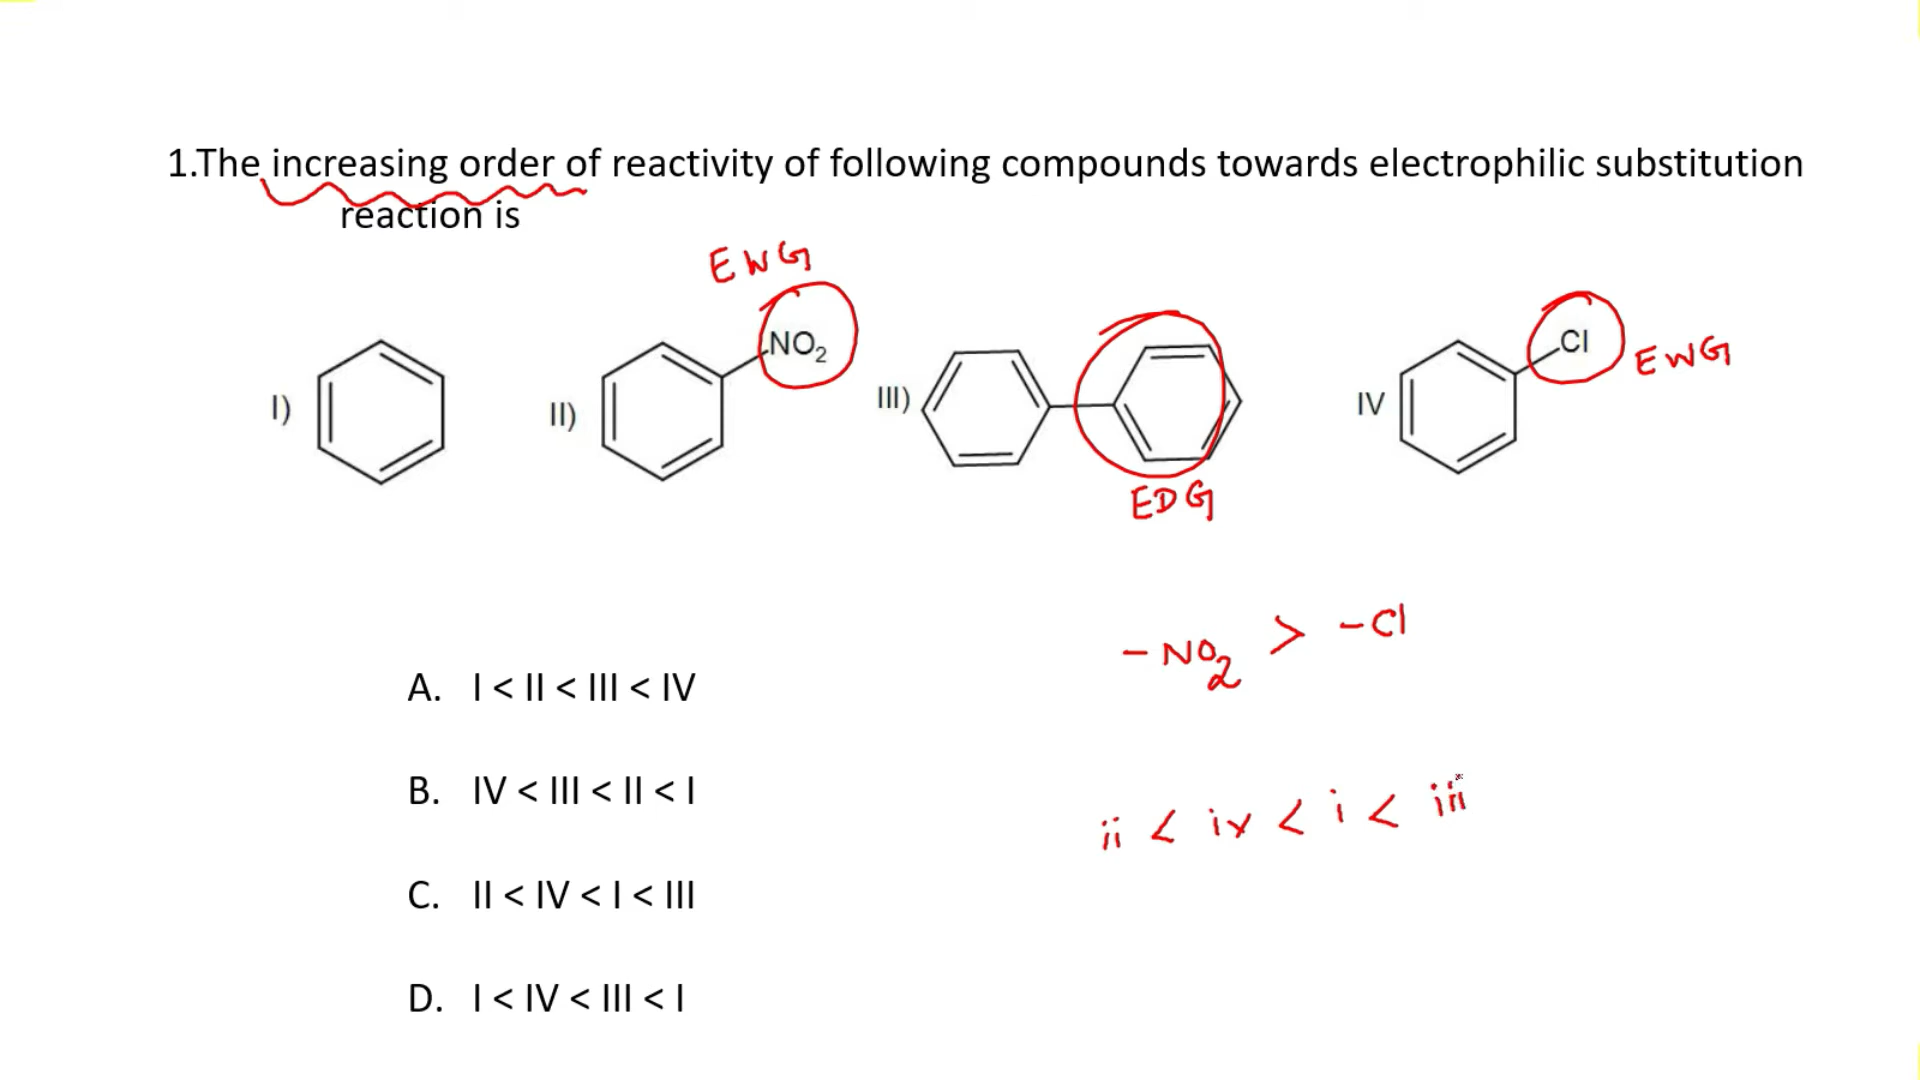 1.The increasing order of reactivity of following compounds towards electrophilic substitution
reaction is
EWG
I)
II)
NO2
III)
EDG
IV
Cl
EWG
-NO2 > -Cl
ii < iv < i < iii
A. I < II < III < IV
B. IV < III < II < I
C. II < IV < I < III
D. I < IV < III < I